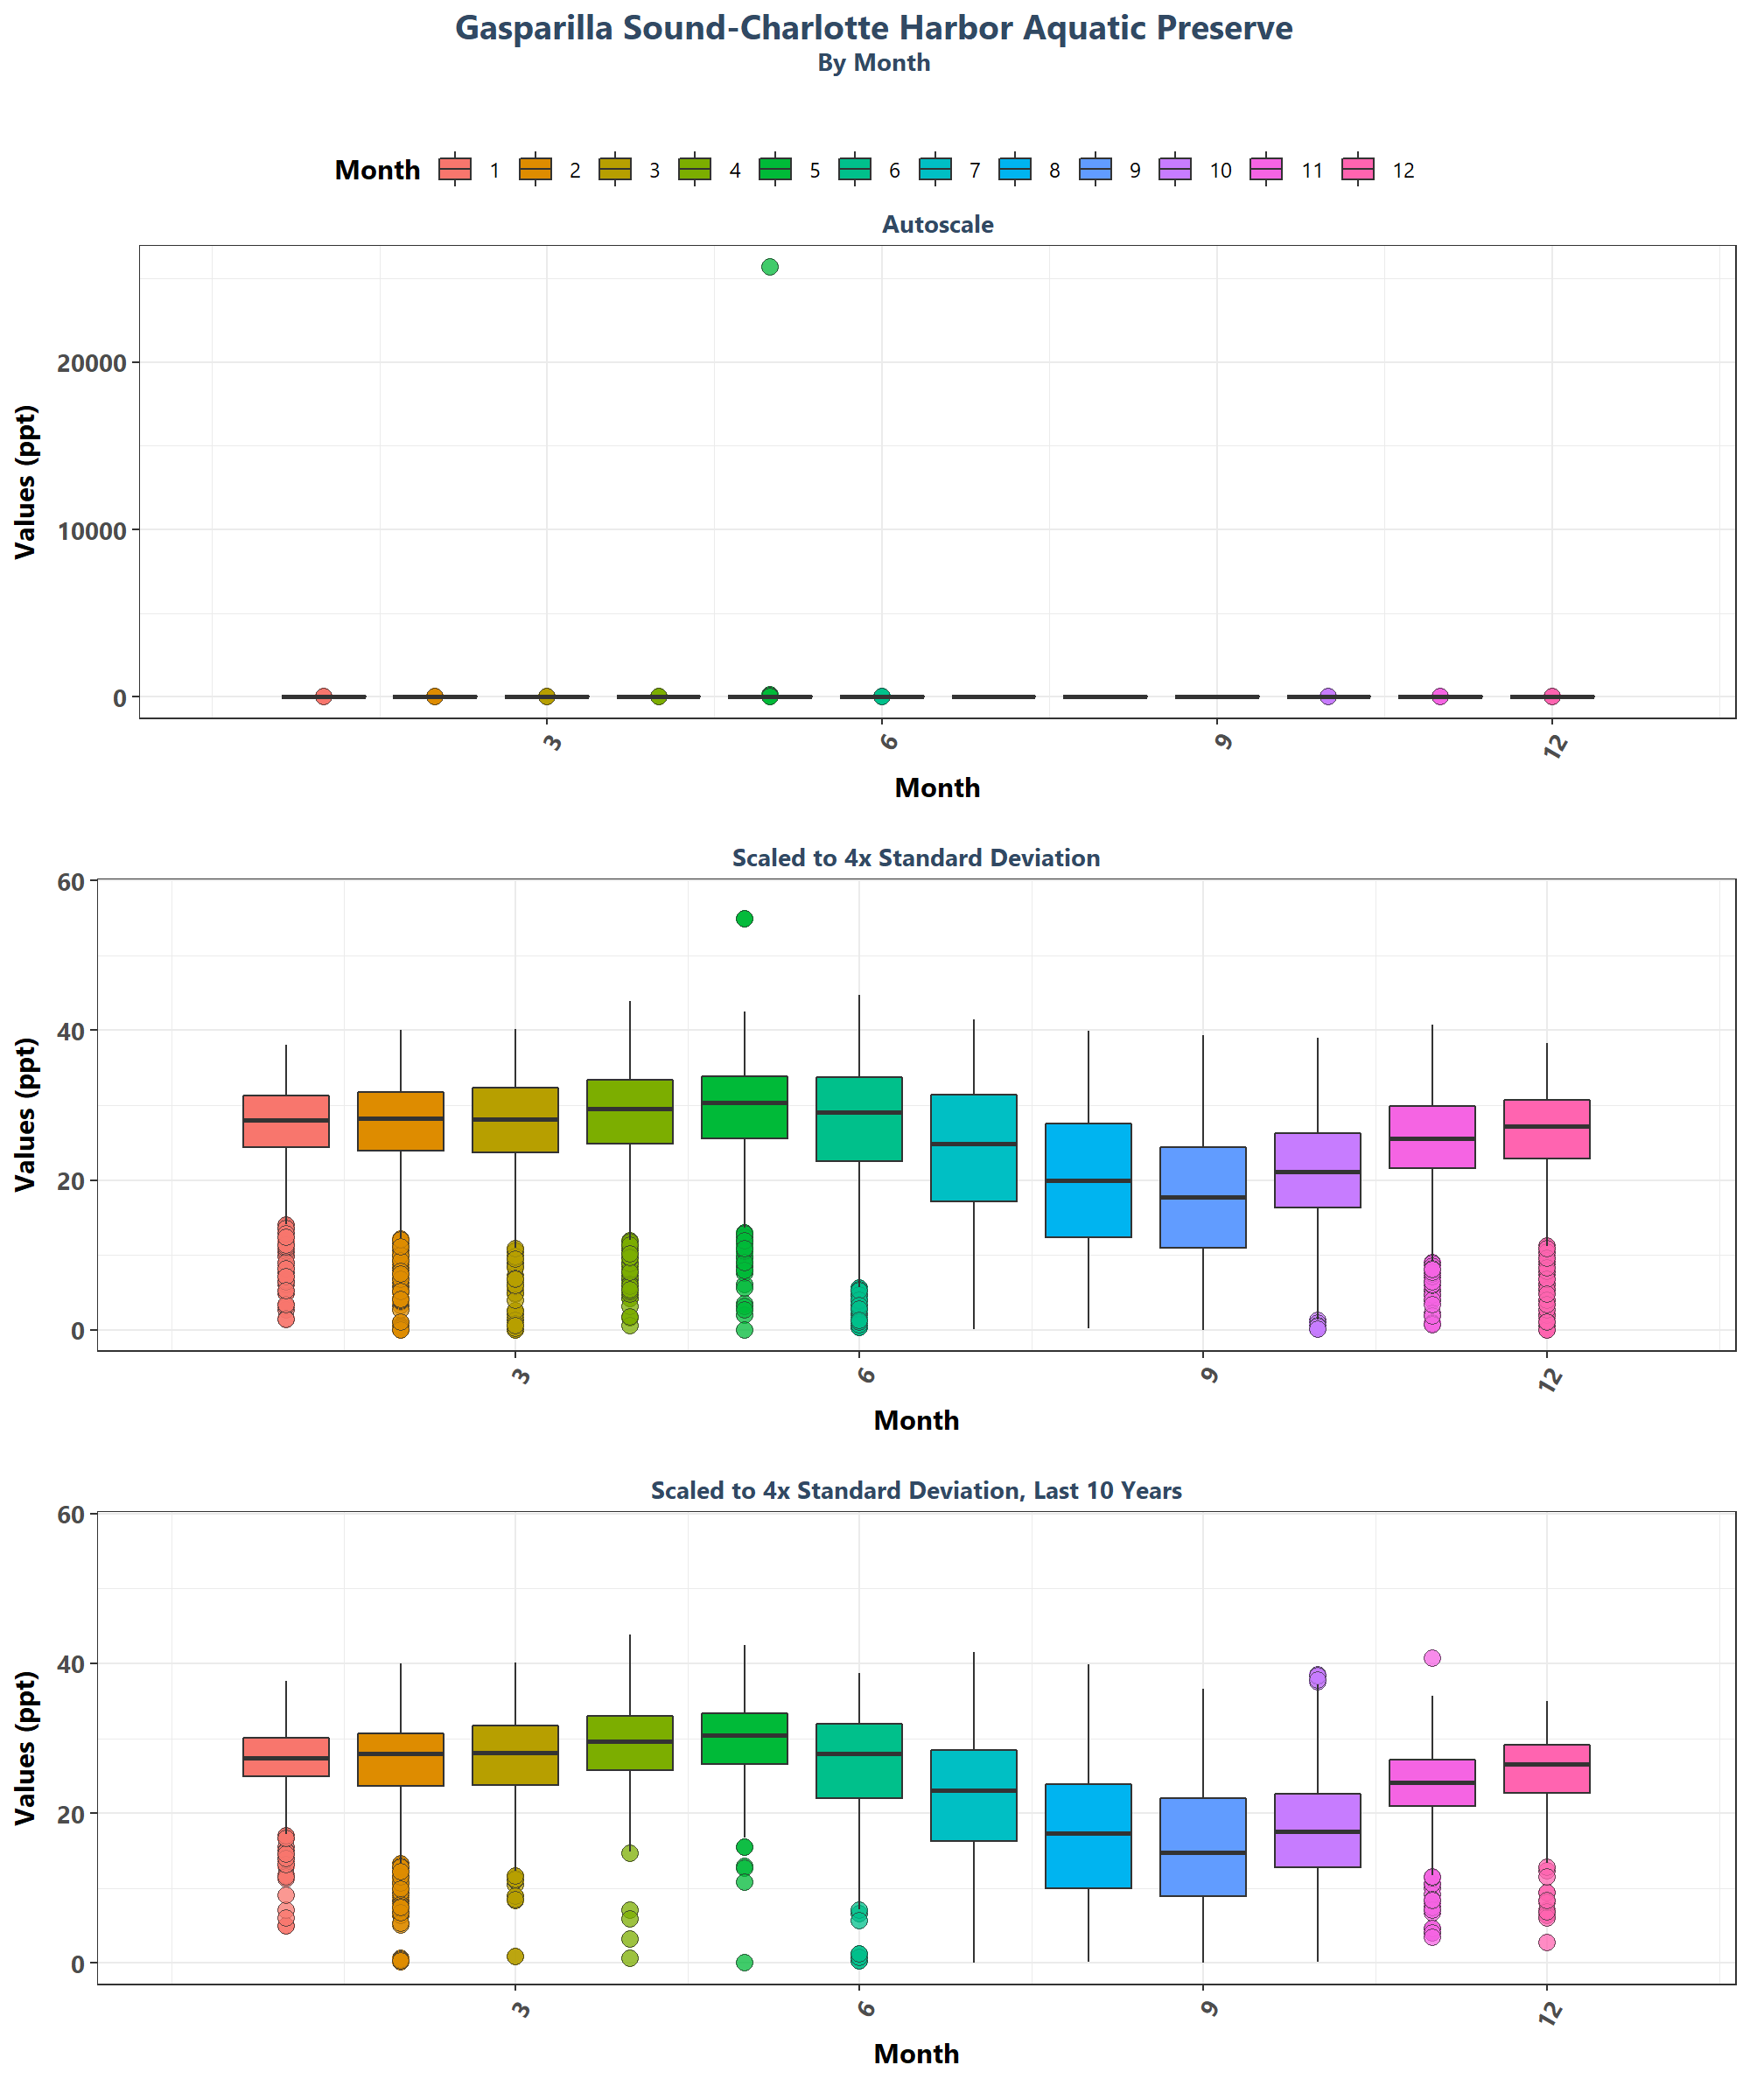 Gasparilla Sound-Charlotte Harbor Aquatic Preserve
By Month
Month 1 2 3 4 5 6 7 8 9 10 11 12
Autoscale
Values (ppt)
20000
10000
0
3 6 9 12
Month
Scaled to 4x Standard Deviation
Values (ppt)
60
40
20
0
3 6 9 12
Month
Scaled to 4x Standard Deviation, Last 10 Years
Values (ppt)
60
40
20
0
3 6 9 12
Month